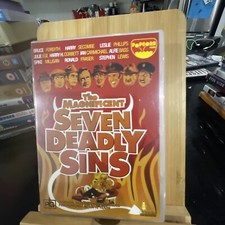 BRUCE FORSYTH HARRY SECOMBE LESLIE PHILLIPS
JULIE EGE HARRY H. CORBETT IAN CARMICHAEL ALFIE BASS
SPIKE MILLIGAN RONALD FRASER STEPHEN LEWIS
The
MAGNIFICENT
SEVEN
DEADLY
SINS